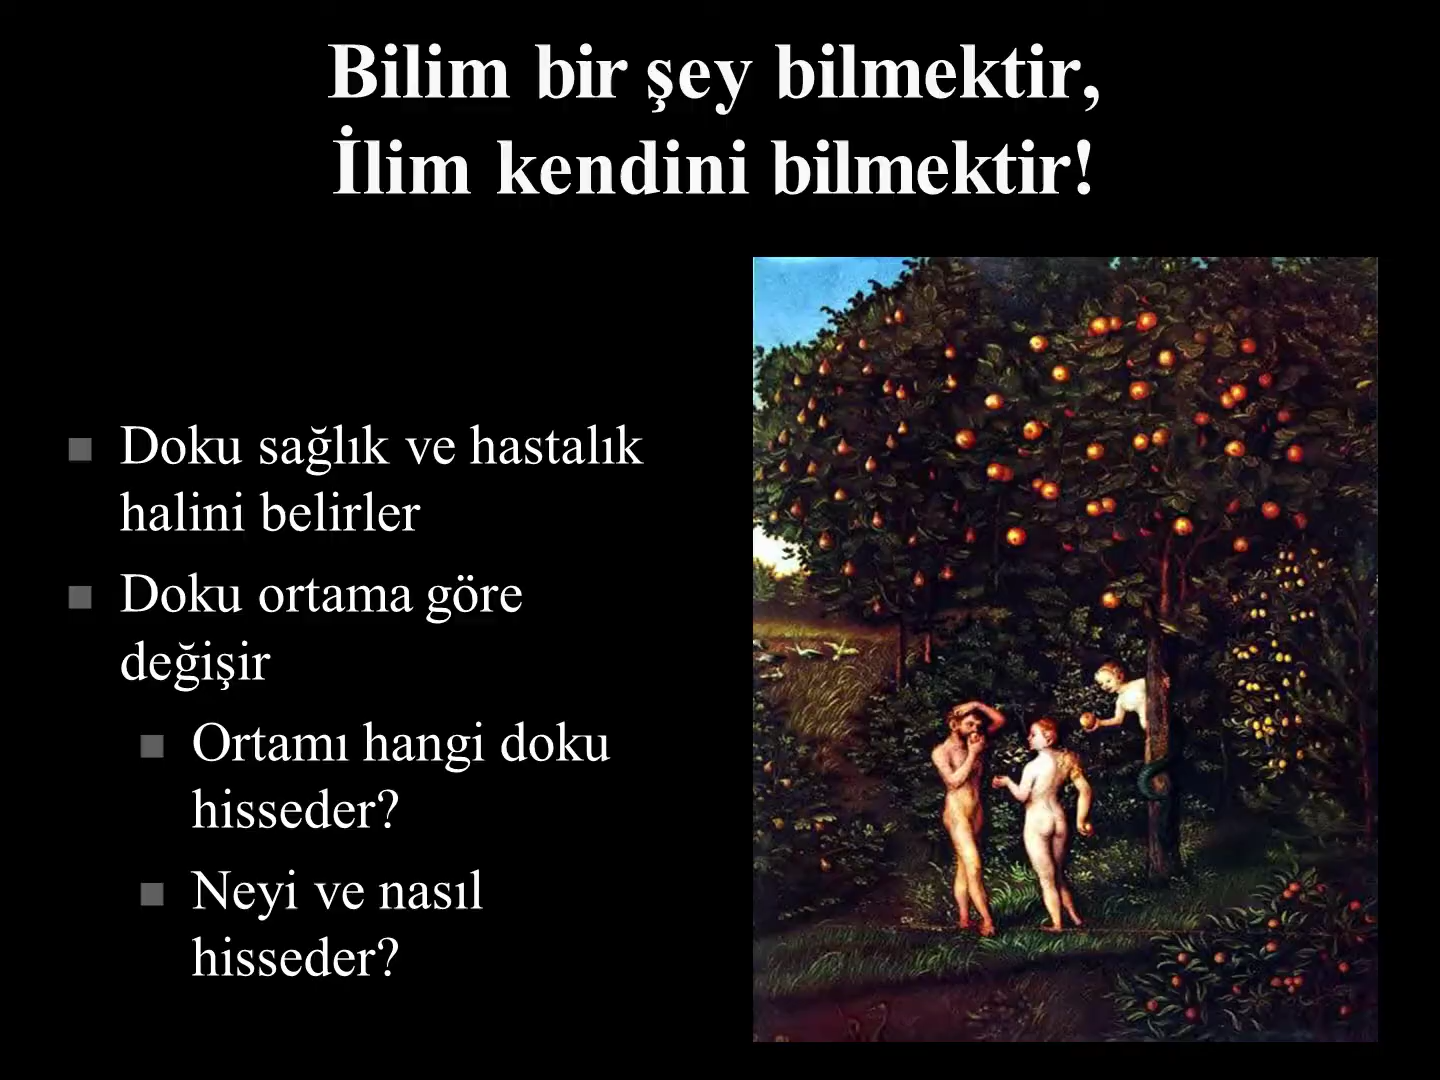 Bilim bir şey bilmektir,
İlim kendini bilmektir!
Doku sağlık ve hastalık
halini belirler
Doku ortama göre
değişir
Ortamı hangi doku
hisseder?
Neyi ve nasıl
hisseder?